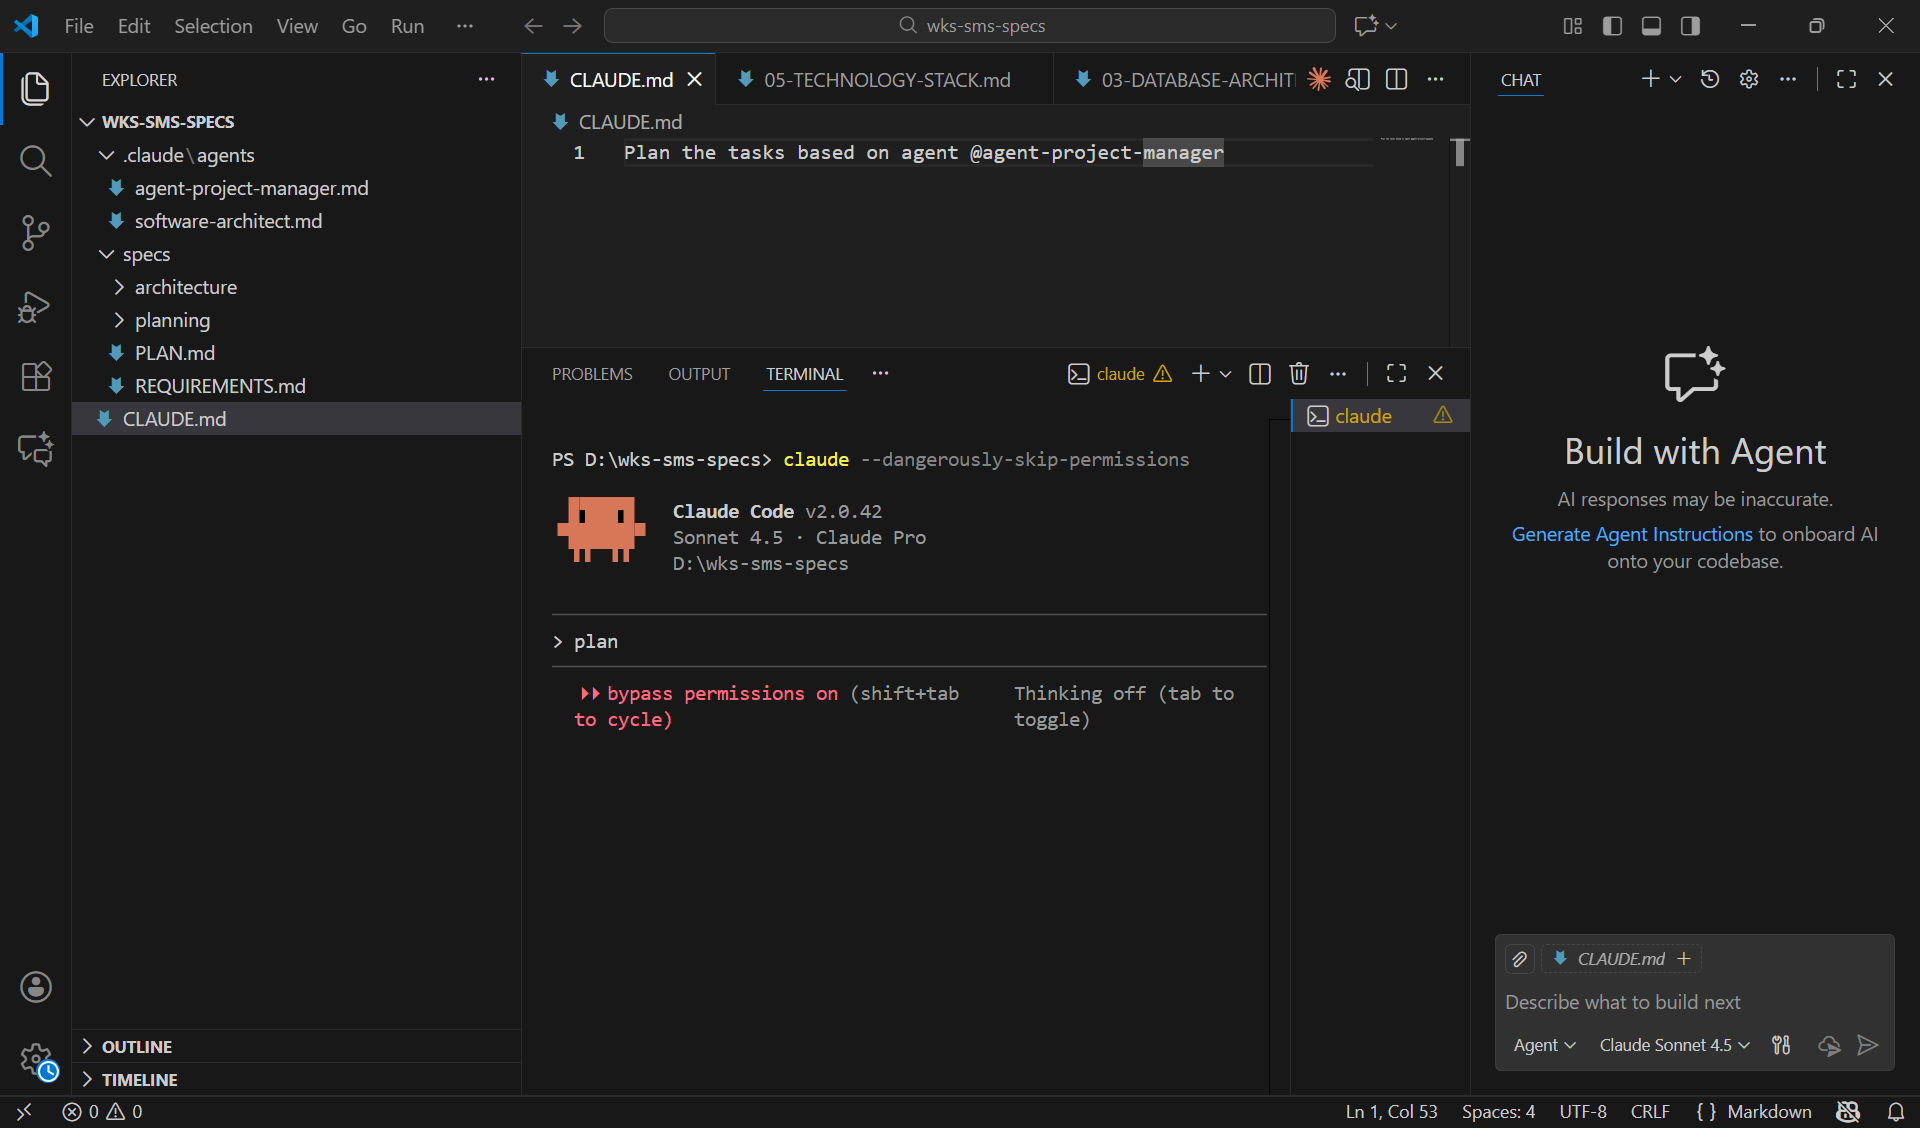 File Edit Selection View Go Run ···
wks-sms-specs
EXPLORER
WKS-SMS-SPECS
.claude\agents
agent-project-manager.md
software-architect.md
specs
architecture
planning
PLAN.md
REQUIREMENTS.md
CLAUDE.md
OUTLINE
TIMELINE
CLAUDE.md
05-TECHNOLOGY-STACK.md
03-DATABASE-ARCHIT
CLAUDE.md
1 Plan the tasks based on agent @agent-project-manager
PROBLEMS OUTPUT TERMINAL ···
claude
claude
PS D:\wks-sms-specs> claude --dangerously-skip-permissions
Claude Code v2.0.42
Sonnet 4.5 · Claude Pro
D:\wks-sms-specs
> plan
bypass permissions on (shift+tab
to cycle)
Thinking off (tab to
toggle)
CHAT
Build with Agent
AI responses may be inaccurate.
Generate Agent Instructions to onboard AI
onto your codebase.
CLAUDE.md
Describe what to build next
Agent Claude Sonnet 4.5
0 0
Ln 1, Col 53 Spaces: 4 UTF-8 CRLF { } Markdown